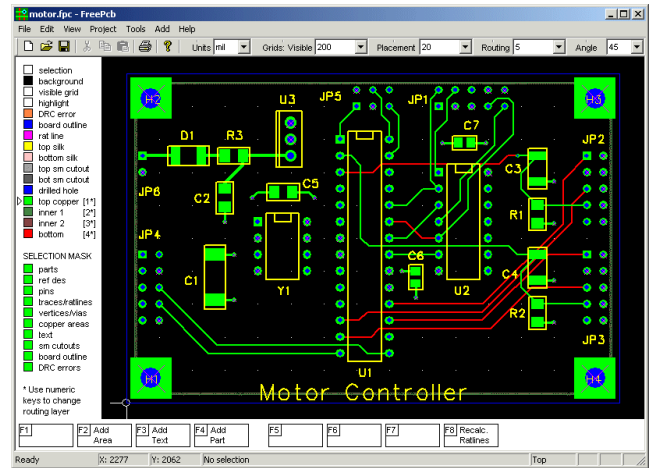 motor.fpc - FreePcb
File Edit View Project Tools Add Help
Units mil Grids: Visible 200 Placement 20 Routing 5 Angle 45
selection
background
visible grid
highlight
DRC error
board outline
rat line
top silk
bottom silk
top sm cutout
bot sm cutout
drilled hole
top copper [1*]
inner 1 [2*]
inner 2 [3*]
bottom [4*]
SELECTION MASK
parts
ref des
pins
traces/ratlines
vertices/vias
copper areas
text
sm cutouts
board outline
DRC errors
* Use numeric
keys to change
routing layer
H2 U3 JP5 JP1 H3
D1 R3 C7 JP2
C3
JP6 C2 C5
R1
JP4
C1 Y1 C6 U2 C4
R2
JP3
H1 U1 H4
Motor Controller
F1 F2 Add Area F3 Add Text F4 Add Part F5 F6 F7 F8 Recalc. Ratlines
Ready X: 2277 Y: 2062 No selection Top